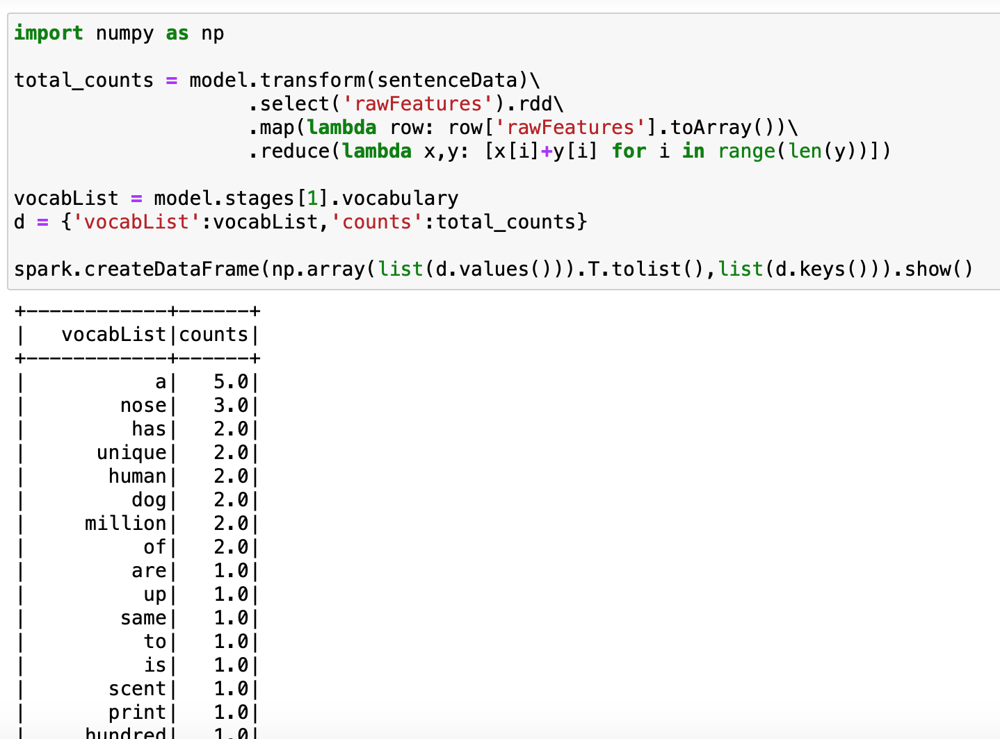 import numpy as np
total_counts = model.transform(sentenceData)\
.select('rawFeatures').rdd\
.map(lambda row: row['rawFeatures'].toArray())\
.reduce(lambda x,y: [x[i]+y[i] for i in range(len(y))])
vocabList = model.stages[1].vocabulary
d = {'vocabList':vocabList,'counts':total_counts}
spark.createDataFrame(np.array(list(d.values())).T.tolist(),list(d.keys())).show()
+------------+------+
|   vocabList|counts|
+------------+------+
|           a|   5.0|
|        nose|   3.0|
|         has|   2.0|
|      unique|   2.0|
|       human|   2.0|
|         dog|   2.0|
|     million|   2.0|
|          of|   2.0|
|         are|   1.0|
|          up|   1.0|
|        same|   1.0|
|          to|   1.0|
|          is|   1.0|
|       scent|   1.0|
|       print|   1.0|
|     hundred|   1.0|